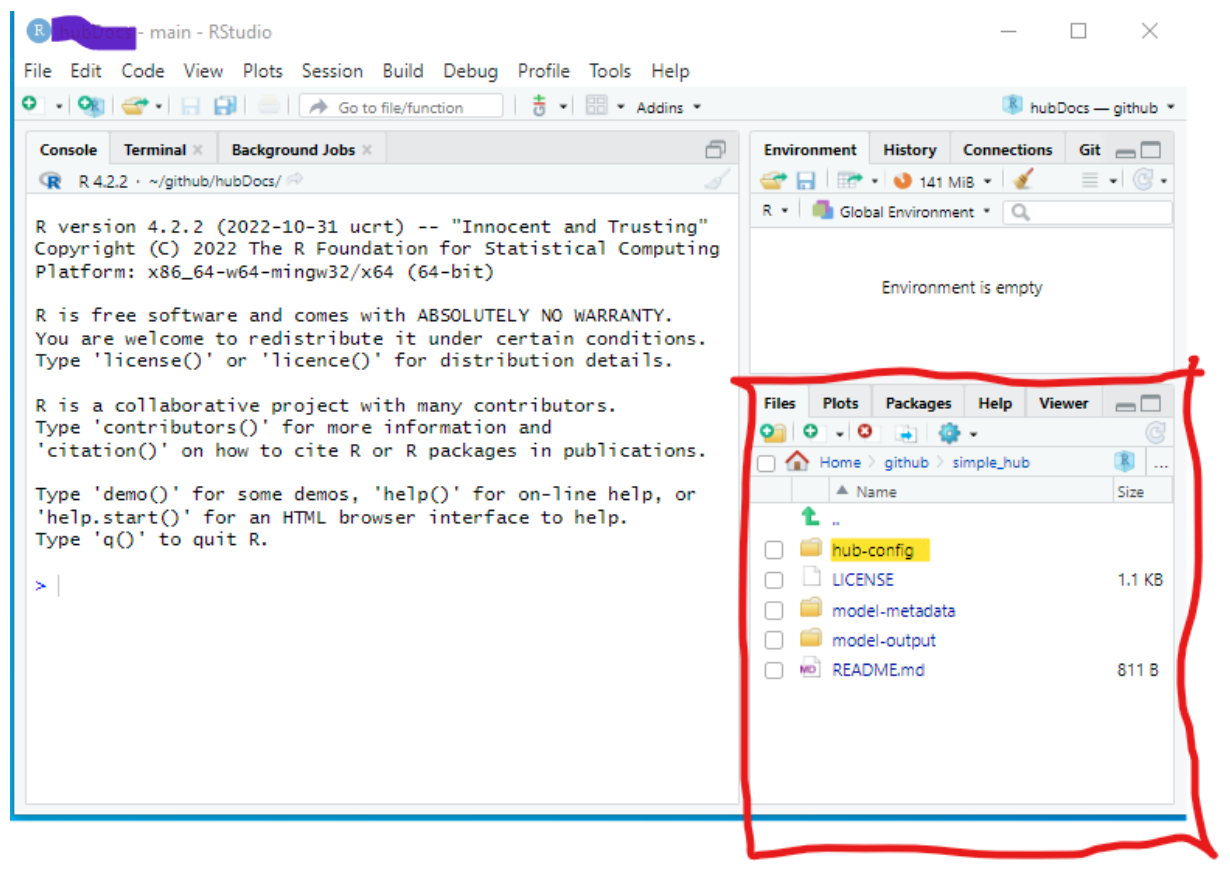 R hubDocs - main - RStudio
File Edit Code View Plots Session Build Debug Profile Tools Help
Go to file/function Addins
R hubDocs — github
Console Terminal Background Jobs
R R 4.2.2 · ~/github/hubDocs/
R version 4.2.2 (2022-10-31 ucrt) -- "Innocent and Trusting"
Copyright (C) 2022 The R Foundation for Statistical Computing
Platform: x86_64-w64-mingw32/x64 (64-bit)
R is free software and comes with ABSOLUTELY NO WARRANTY.
You are welcome to redistribute it under certain conditions.
Type 'license()' or 'licence()' for distribution details.
R is a collaborative project with many contributors.
Type 'contributors()' for more information and
'citation()' on how to cite R or R packages in publications.
Type 'demo()' for some demos, 'help()' for on-line help, or
'help.start()' for an HTML browser interface to help.
Type 'q()' to quit R.
>
Environment History Connections Git
141 MiB
R Global Environment
Environment is empty
Files Plots Packages Help Viewer
Home > github > simple_hub R ...
Name Size
..
hub-config
LICENSE 1.1 KB
model-metadata
model-output
MD README.md 811 B